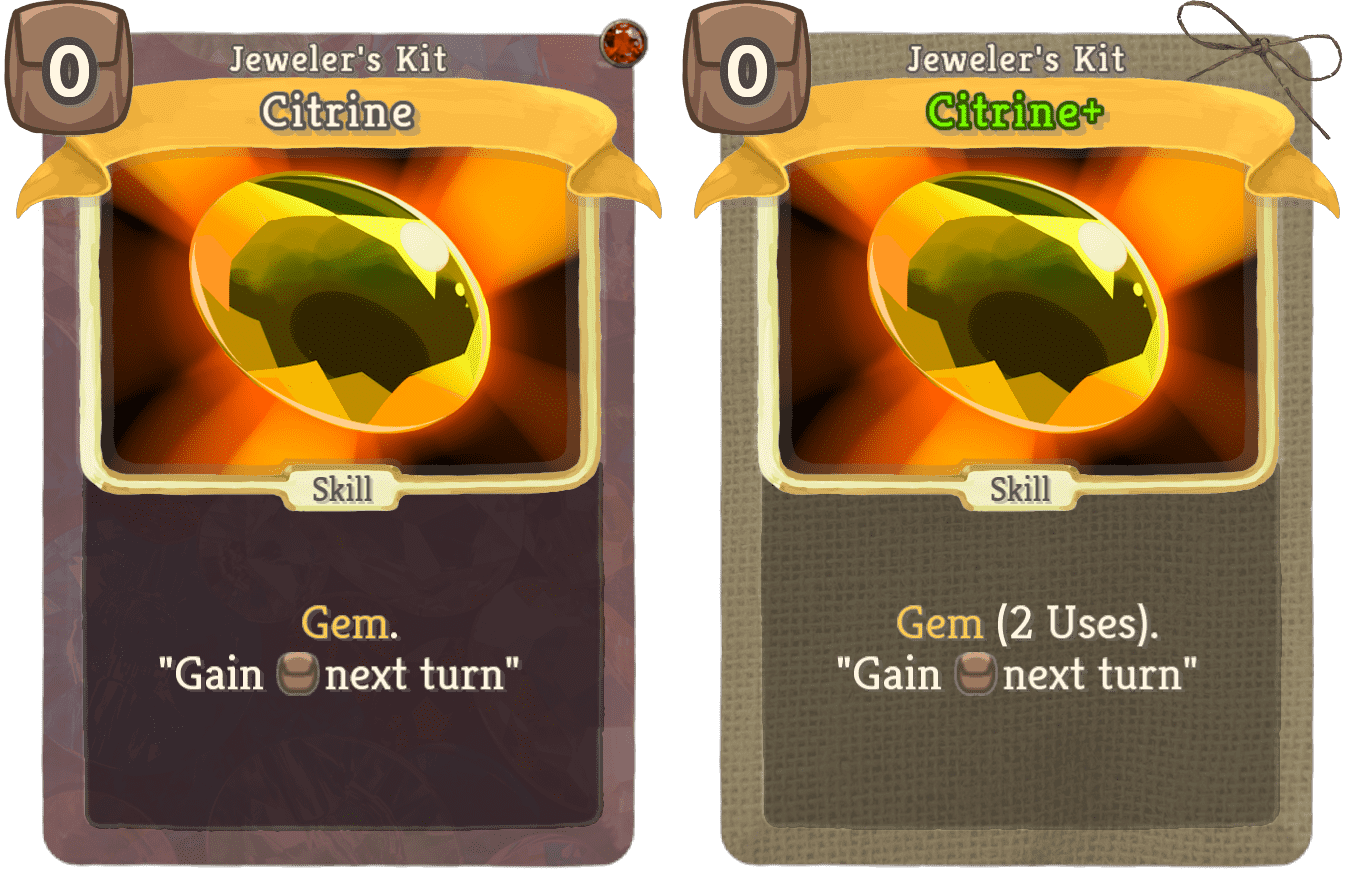 0
Jeweler's Kit
Citrine
Skill
Gem.
"Gain next turn"
0
Jeweler's Kit
Citrine+
Skill
Gem (2 Uses).
"Gain next turn"